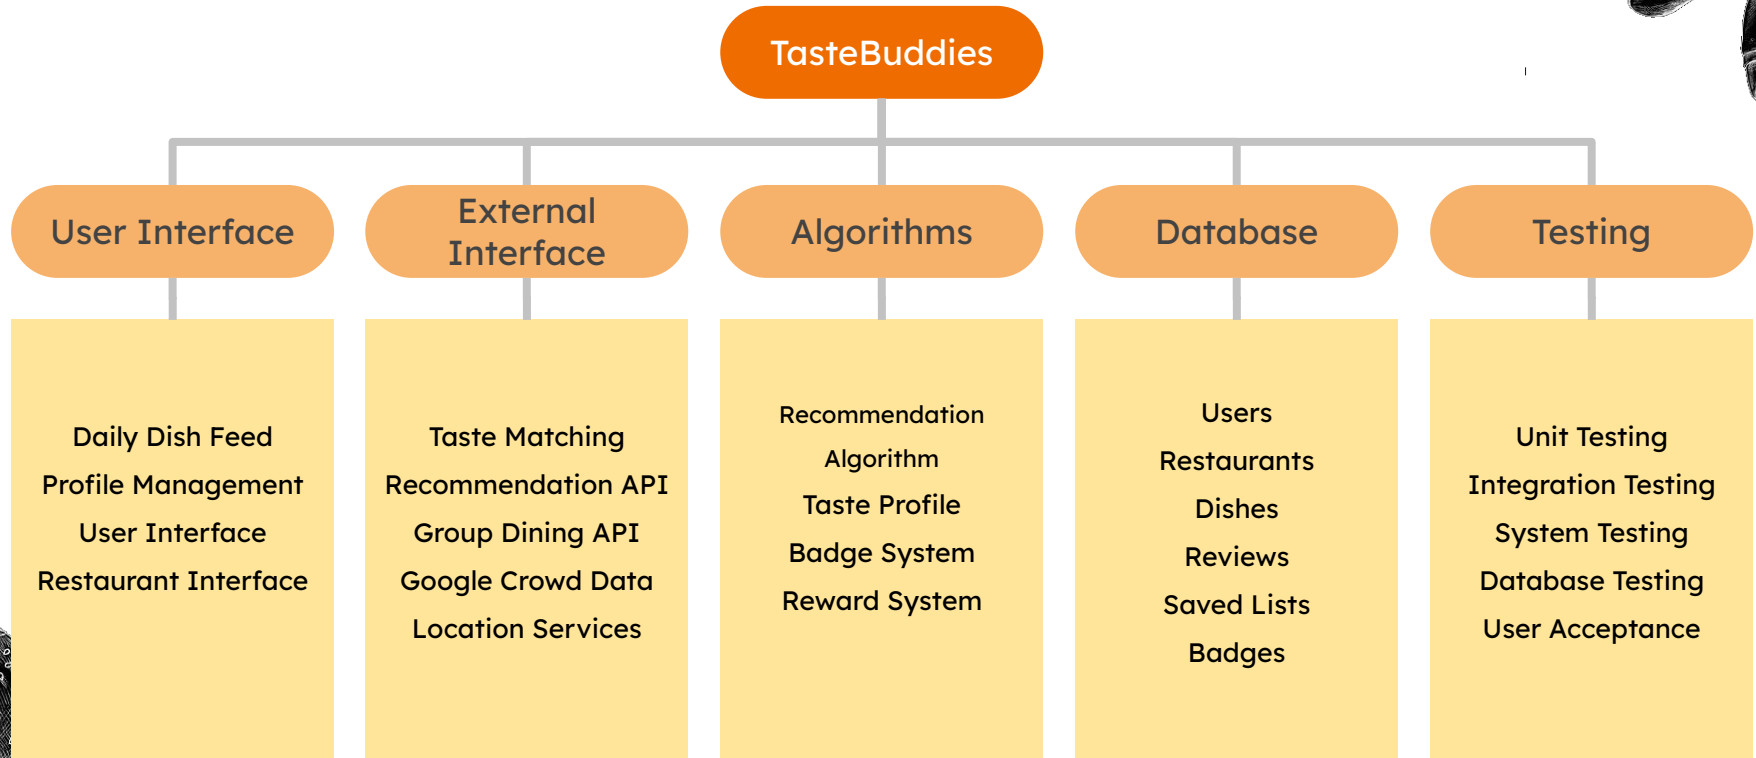 TasteBuddies
User Interface
External
Interface
Algorithms
Database
Testing
Daily Dish Feed
Profile Management
User Interface
Restaurant Interface
Taste Matching
Recommendation API
Group Dining API
Google Crowd Data
Location Services
Recommendation
Algorithm
Taste Profile
Badge System
Reward System
Users
Restaurants
Dishes
Reviews
Saved Lists
Badges
Unit Testing
Integration Testing
System Testing
Database Testing
User Acceptance